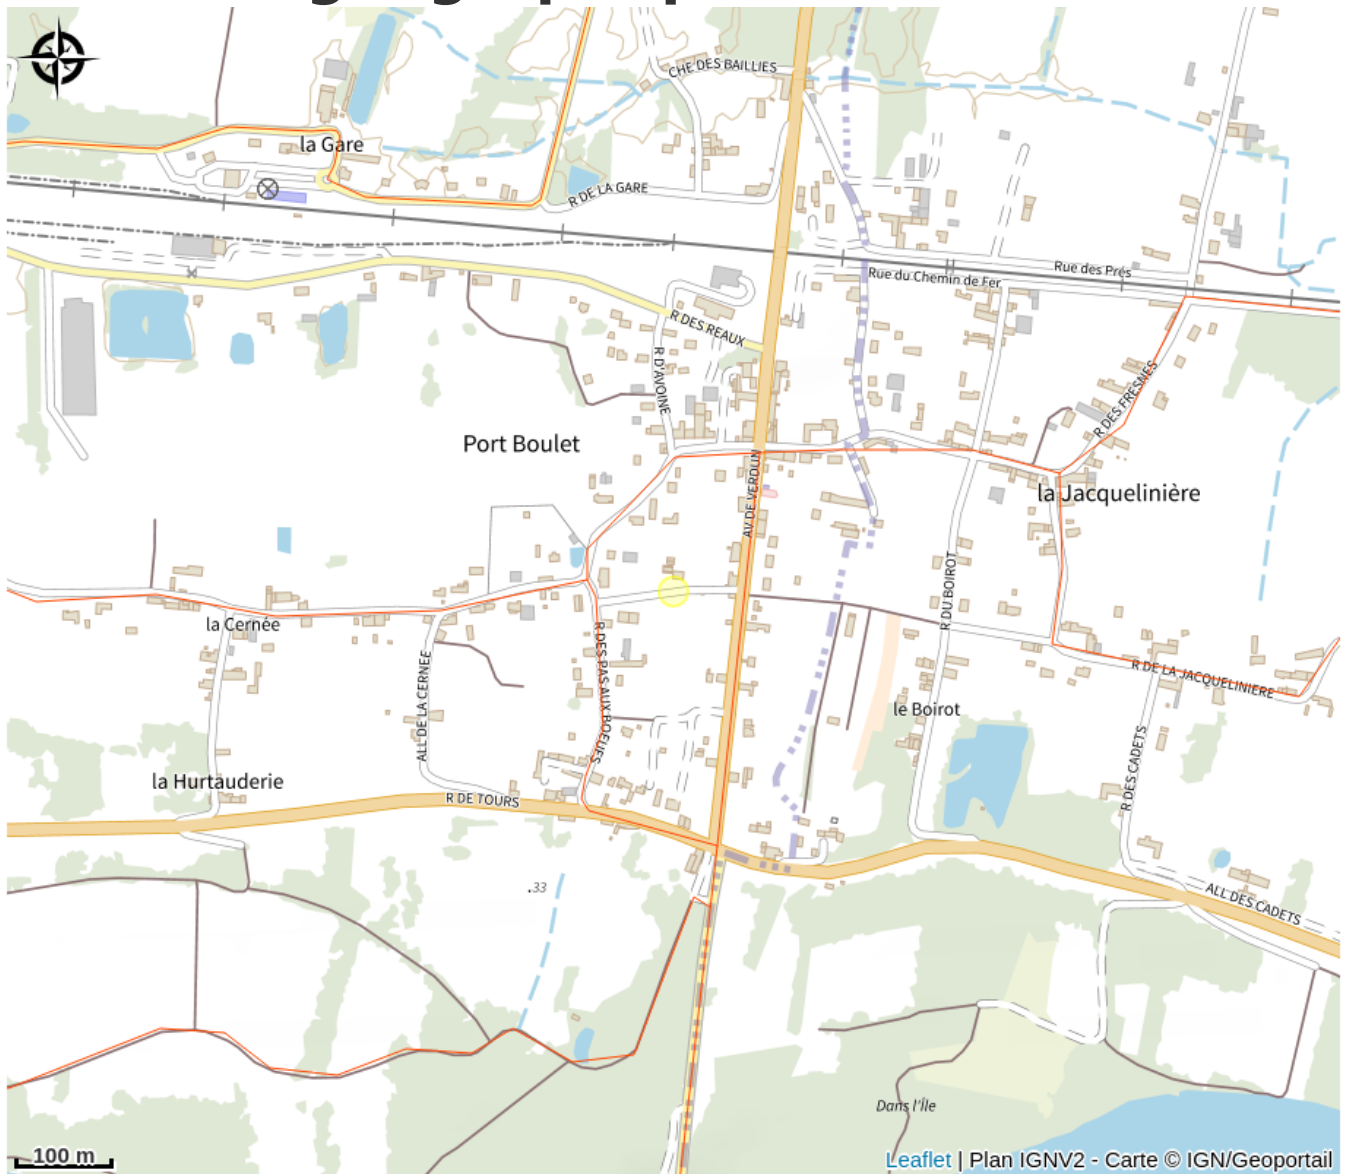 CHE DES BAILLIES
la Gare
R DE LA GARE
Rue des Prés
Rue du Chemin de Fer
R DES REAUX
R D'AVOINE
R DES FRESNES
Port Boulet
AV DE VERDUN
la Jacquelinière
R DU BOIROT
la Cernée
R DES PAS AUX BOEUFS
ALL DE LA CERNEE
R DE LA JACQUELINIERE
le Boirot
R DES CADETS
la Hurtauderie
R DE TOURS
.33
ALL DES CADETS
Dans l'Île
100 m
Leaflet | Plan IGNV2 - Carte © IGN/Geoportail